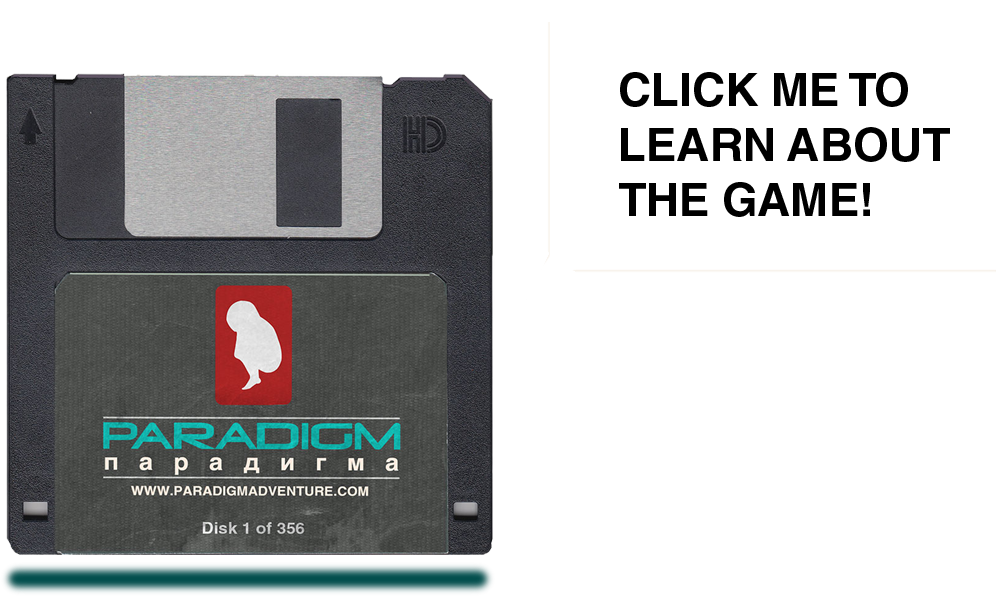 HD
PARADIGM
парадигма
WWW.PARADIGMADVENTURE.COM
Disk 1 of 356
CLICK ME TO
LEARN ABOUT
THE GAME!